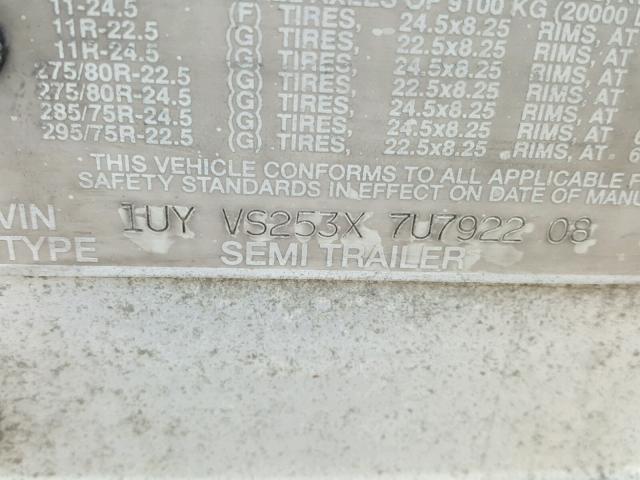 11-24.5 (F) TIRES, 24.5x8.25 RIMS, AT
11R-22.5 (G) TIRES, 22.5x8.25 RIMS, AT
11R-24.5 (G) TIRES, 24.5x8.25 RIMS, AT
275/80R-22.5 (G) TIRES, 22.5x8.25 RIMS, AT
275/80R-24.5 (G) TIRES, 24.5x8.25 RIMS, AT
285/75R-24.5 (G) TIRES, 24.5x8.25 RIMS, AT
295/75R-22.5 (G) TIRES, 22.5x8.25 RIMS, AT
THIS VEHICLE CONFORMS TO ALL APPLICABLE
SAFETY STANDARDS IN EFFECT ON DATE OF MANU
VIN 1UY VS253X 7U7922 08
TYPE SEMI TRAILER